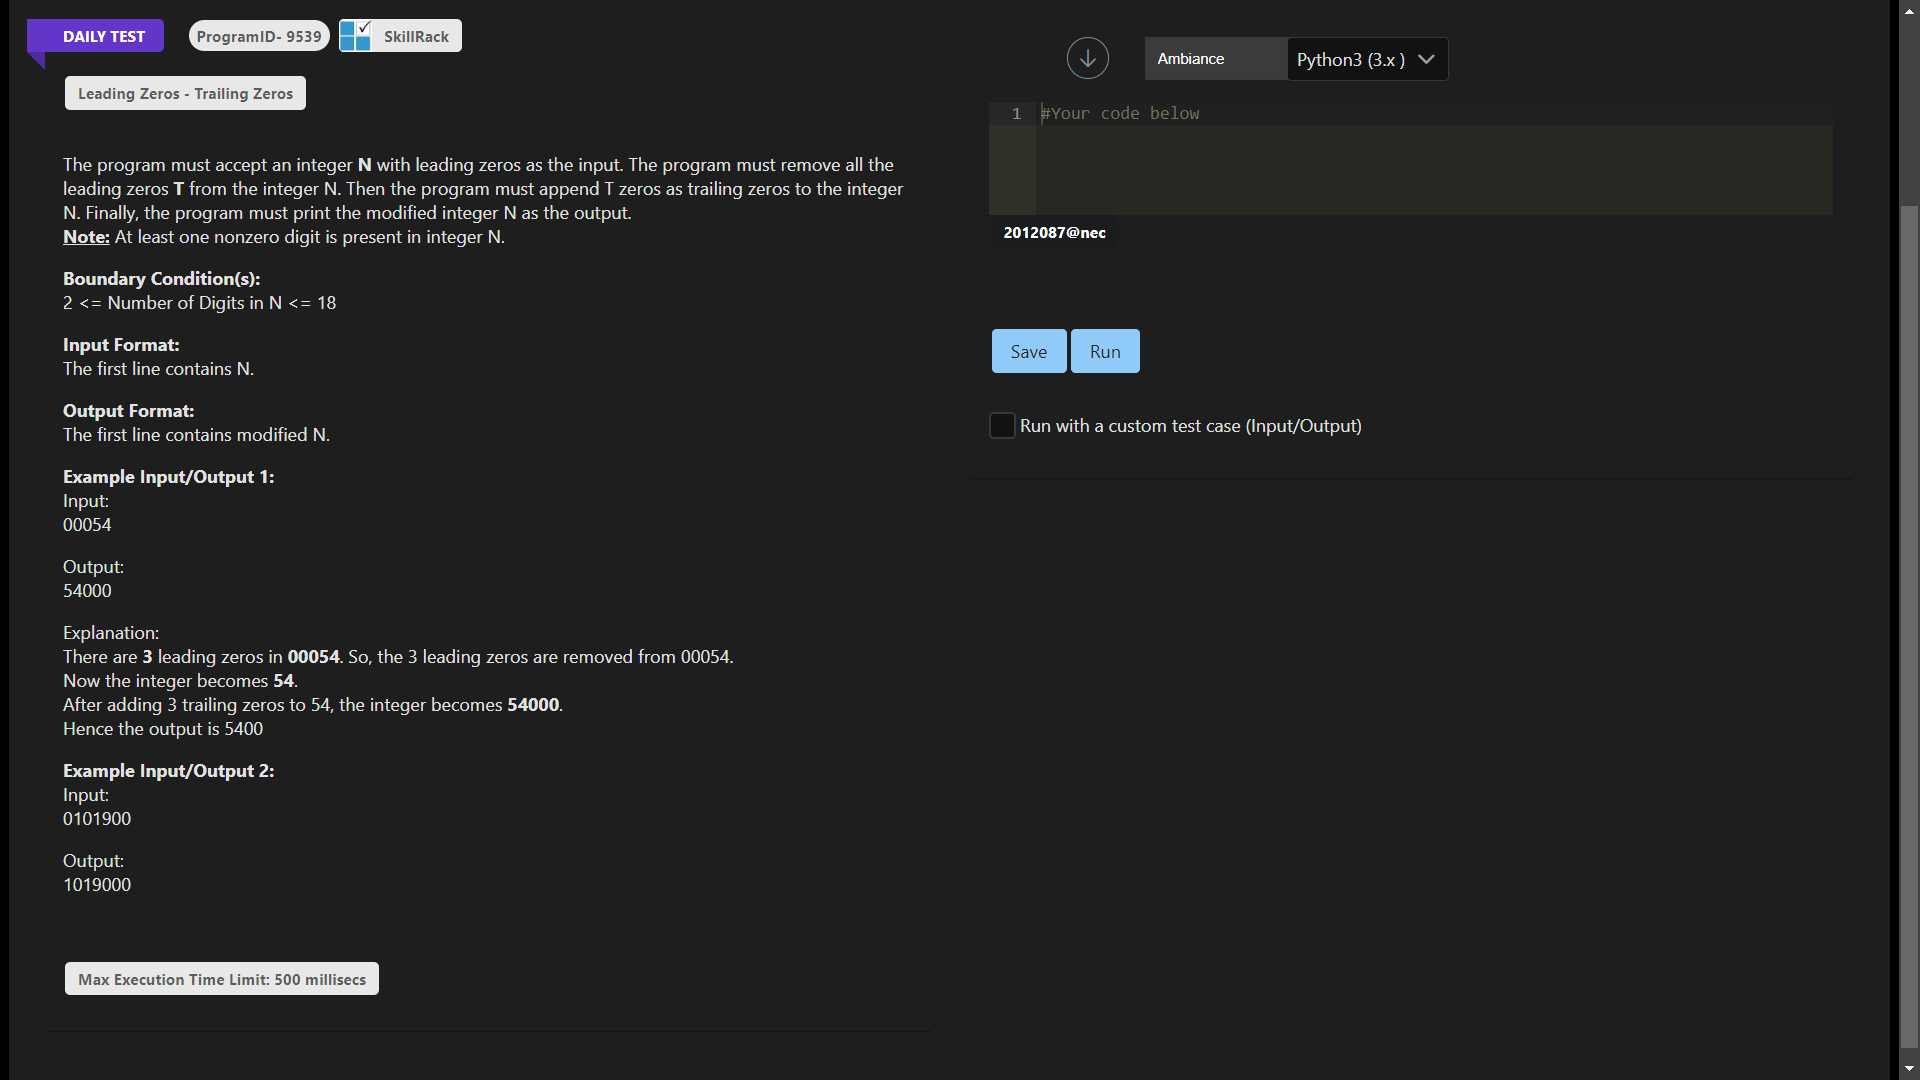 DAILY TEST
ProgramID- 9539
SkillRack
Leading Zeros - Trailing Zeros
The program must accept an integer N with leading zeros as the input. The program must remove all the
leading zeros T from the integer N. Then the program must append T zeros as trailing zeros to the integer
N. Finally, the program must print the modified integer N as the output.
Note: At least one nonzero digit is present in integer N.
Boundary Condition(s):
2 <= Number of Digits in N <= 18
Input Format:
The first line contains N.
Output Format:
The first line contains modified N.
Example Input/Output 1:
Input:
00054
Output:
54000
Explanation:
There are 3 leading zeros in 00054. So, the 3 leading zeros are removed from 00054.
Now the integer becomes 54.
After adding 3 trailing zeros to 54, the integer becomes 54000.
Hence the output is 5400
Example Input/Output 2:
Input:
0101900
Output:
1019000
Max Execution Time Limit: 500 millisecs
Ambiance
Python3 (3.x )
1 #Your code below
2012087@nec
Save
Run
Run with a custom test case (Input/Output)